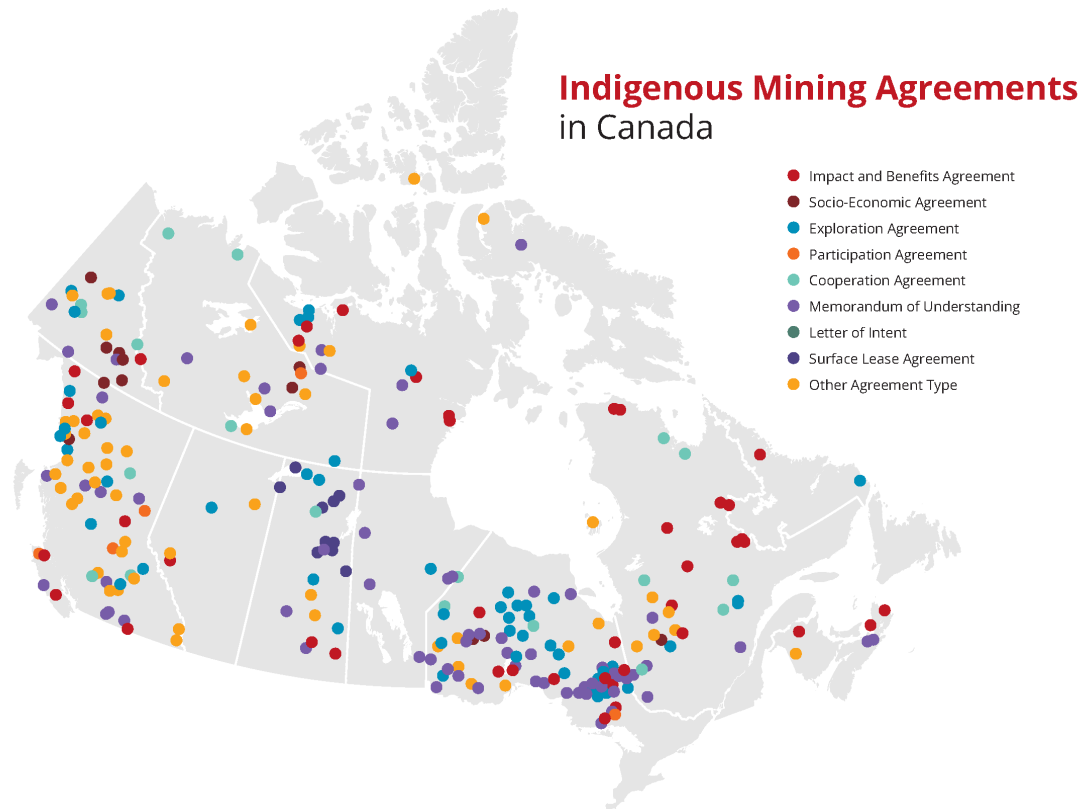 Indigenous Mining Agreements
in Canada
Impact and Benefits Agreement
Socio-Economic Agreement
Exploration Agreement
Participation Agreement
Cooperation Agreement
Memorandum of Understanding
Letter of Intent
Surface Lease Agreement
Other Agreement Type